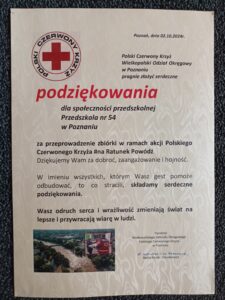 Poznań, dnia 02.10.2024r.
POLSKI CZERWONY KRZYŻ
Polski Czerwony Krzyż
Wielkopolski Oddział Okręgowy
w Poznaniu
pragnie złożyć serdeczne
podziękowania
dla społeczności przedszkolnej
Przedszkola nr 54
w Poznaniu
za przeprowadzenie zbiórki w ramach akcji Polskiego
Czerwonego Krzyża #na Ratunek Powódź
Dziękujemy Wam za dobroć, zaangażowanie i hojność.
W imieniu wszystkich, którym Wasz gest pomoże
odbudować, to co stracili, składamy serdeczne
podziękowania.
Wasz odruch serca i wrażliwość zmieniają świat na
lepsze i przywracają wiarę w ludzi.